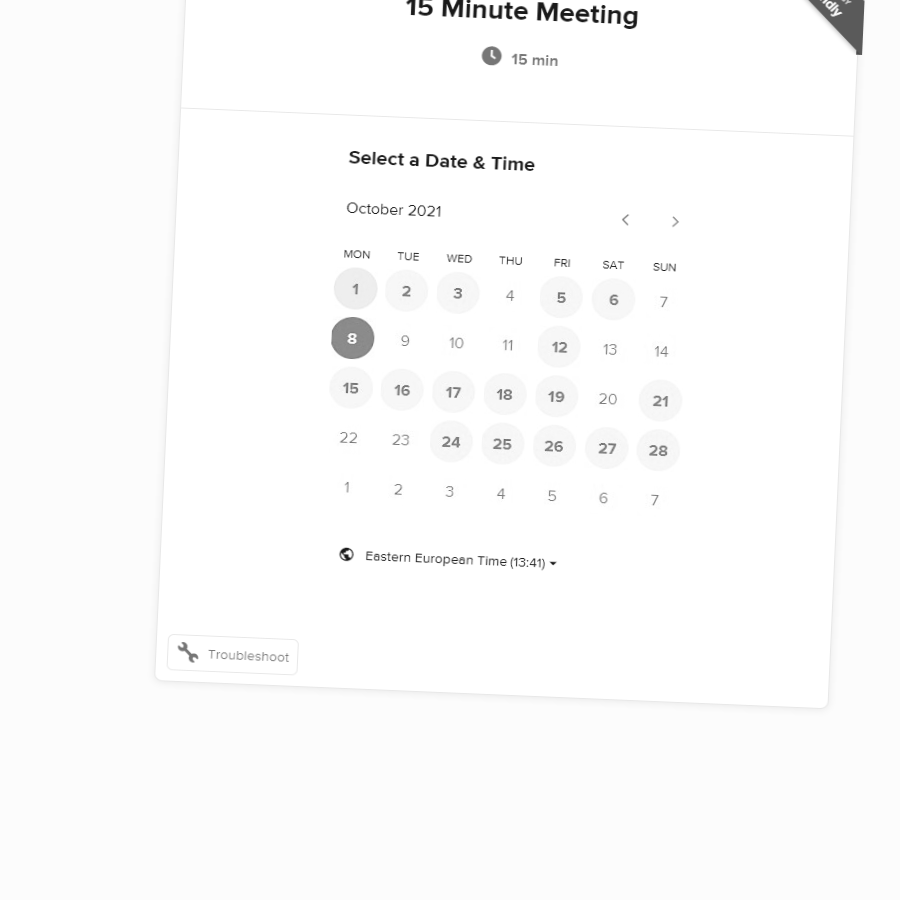 15 Minute Meeting
15 min
Select a Date & Time
October 2021
MON TUE WED THU FRI SAT SUN
1 2 3 4 5 6 7
8 9 10 11 12 13 14
15 16 17 18 19 20 21
22 23 24 25 26 27 28
1 2 3 4 5 6 7
Eastern European Time (13:41)
Troubleshoot